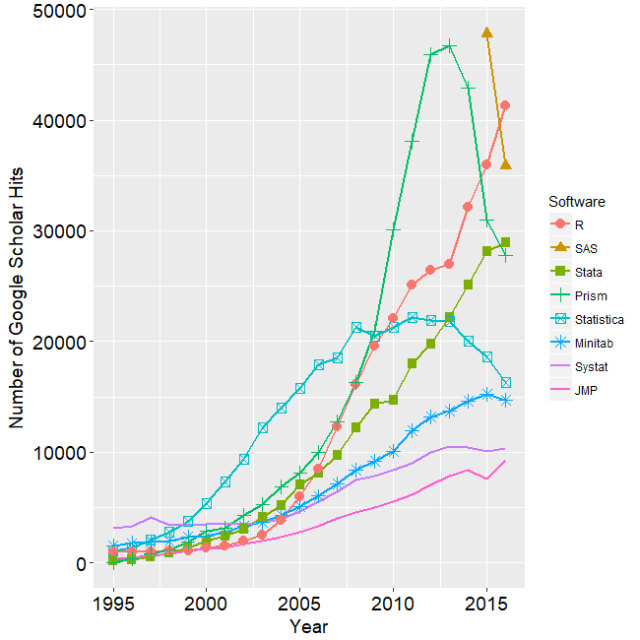 50000
40000
30000
20000
10000
0
Number of Google Scholar Hits
1995 2000 2005 2010 2015
Year
Software
R
SAS
Stata
Prism
Statistica
Minitab
Systat
JMP